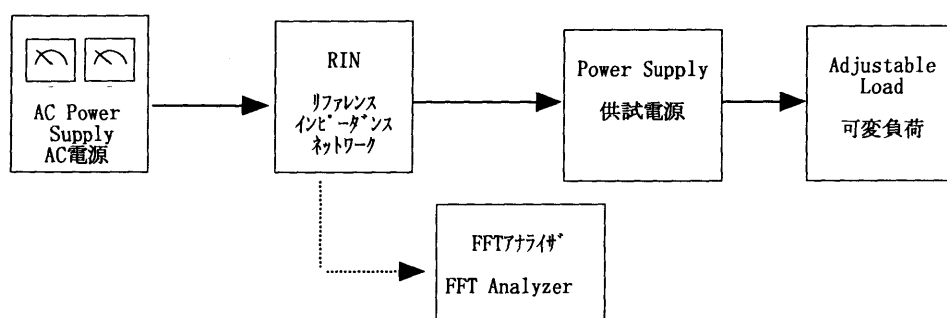 AC Power
Supply
AC電源
RIN
ﾘﾌｧﾚﾝｽ
ｲﾝﾋﾟｰﾀﾞﾝｽ
ﾈｯﾄﾜｰｸ
Power Supply
供試電源
Adjustable
Load
可変負荷
FFTｱﾅﾗｲｻﾞ
FFT Analyzer